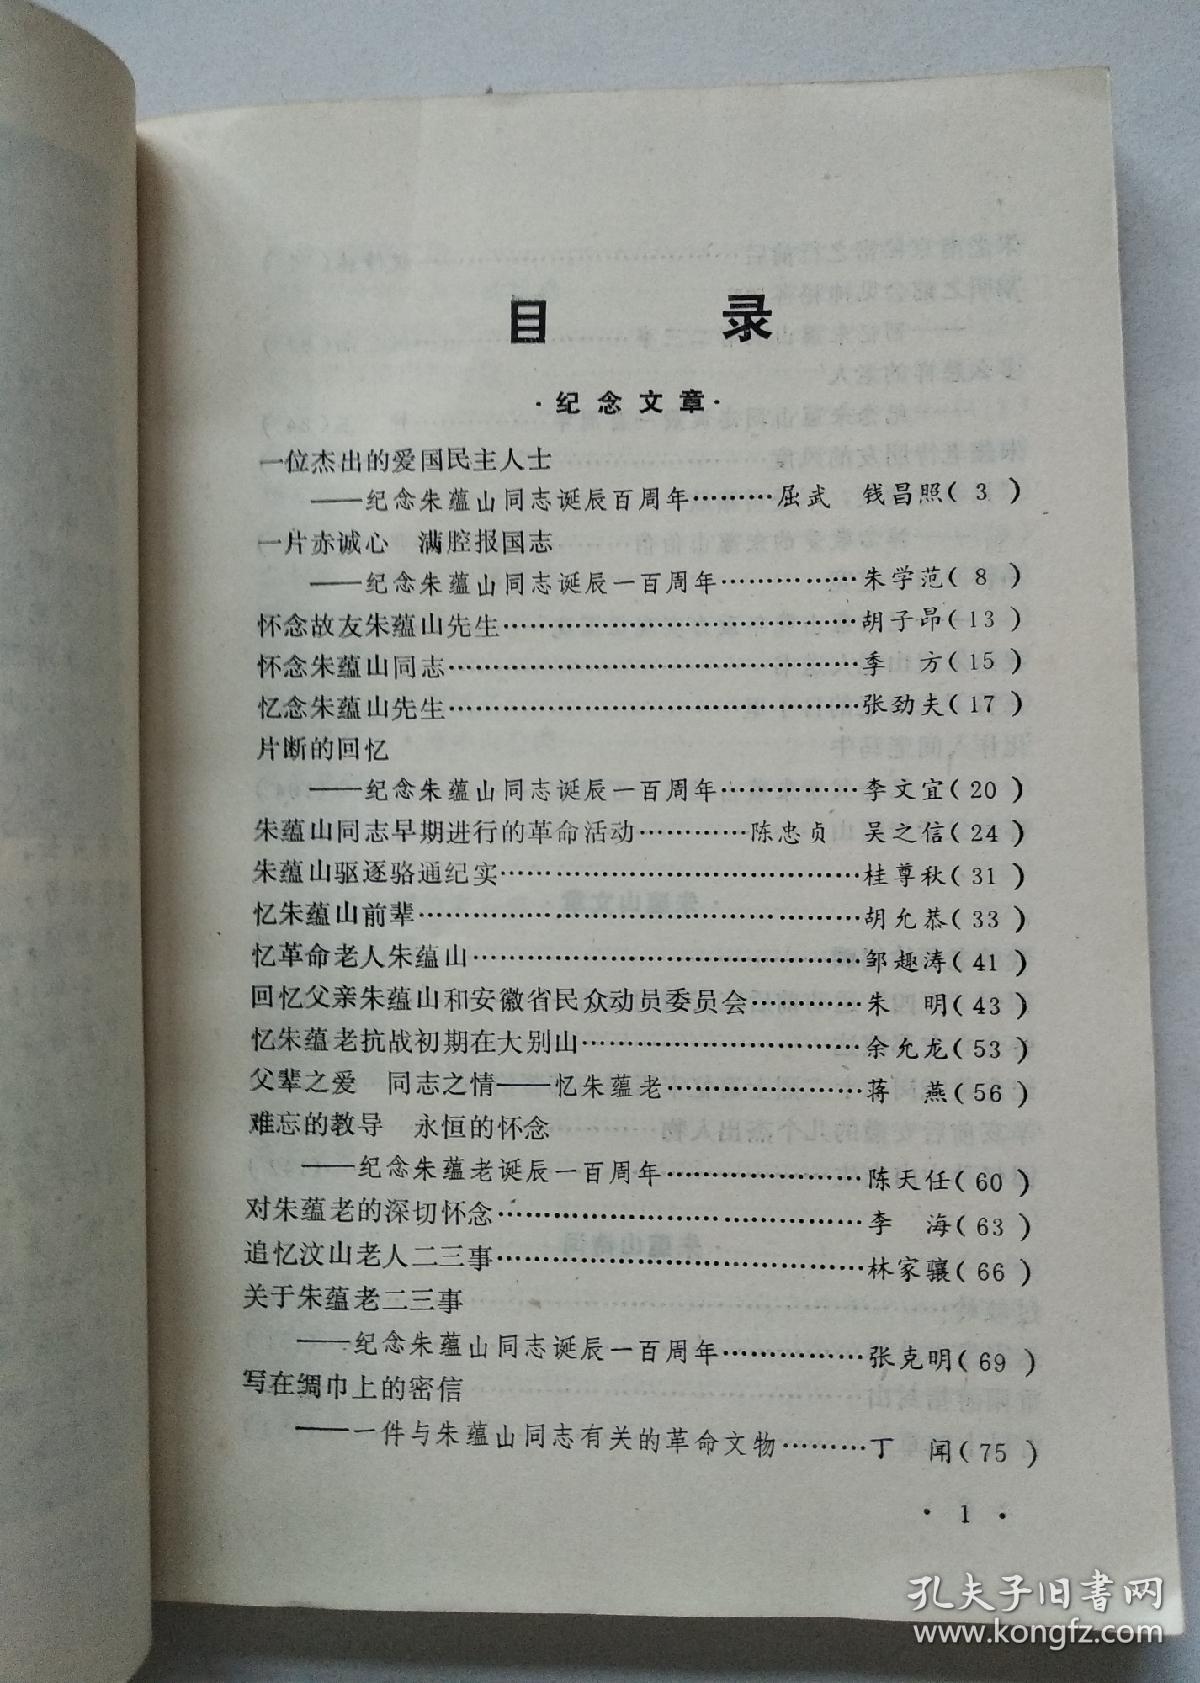 目 录
·纪念文章·
一位杰出的爱国民主人士
——纪念朱蕴山同志诞辰百周年………屈武 钱昌照(3)
一片赤诚心 满腔报国志
——纪念朱蕴山同志诞辰一百周年……………朱学范(8)
怀念故友朱蕴山先生……………………………………胡子昂(13)
怀念朱蕴山同志…………………………………………季 方(15)
忆念朱蕴山先生…………………………………………张劲夫(17)
片断的回忆
——纪念朱蕴山同志诞辰一百周年……………李文宜(20)
朱蕴山同志早期进行的革命活动…………陈忠贞 吴之信(24)
朱蕴山驱逐骆通纪实……………………………………桂尊秋(31)
忆朱蕴山前辈……………………………………………胡允恭(33)
忆革命老人朱蕴山………………………………………邹趣涛(41)
回忆父亲朱蕴山和安徽省民众动员委员会…………朱 明(43)
忆朱蕴老抗战初期在大别山……………………………余允龙(53)
父辈之爱 同志之情——忆朱蕴老……………………蒋 燕(56)
难忘的教导 永恒的怀念
——纪念朱蕴老诞辰一百周年…………………陈天任(60)
对朱蕴老的深切怀念……………………………………李 海(63)
追忆汶山老人二三事……………………………………林家骧(66)
关于朱蕴老二三事
——纪念朱蕴山同志诞辰一百周年……………张克明(69)
写在绸巾上的密信
——一件与朱蕴山同志有关的革命文物………丁 闻(75)
· 1 ·
孔夫子旧书网
www.kongfz.com